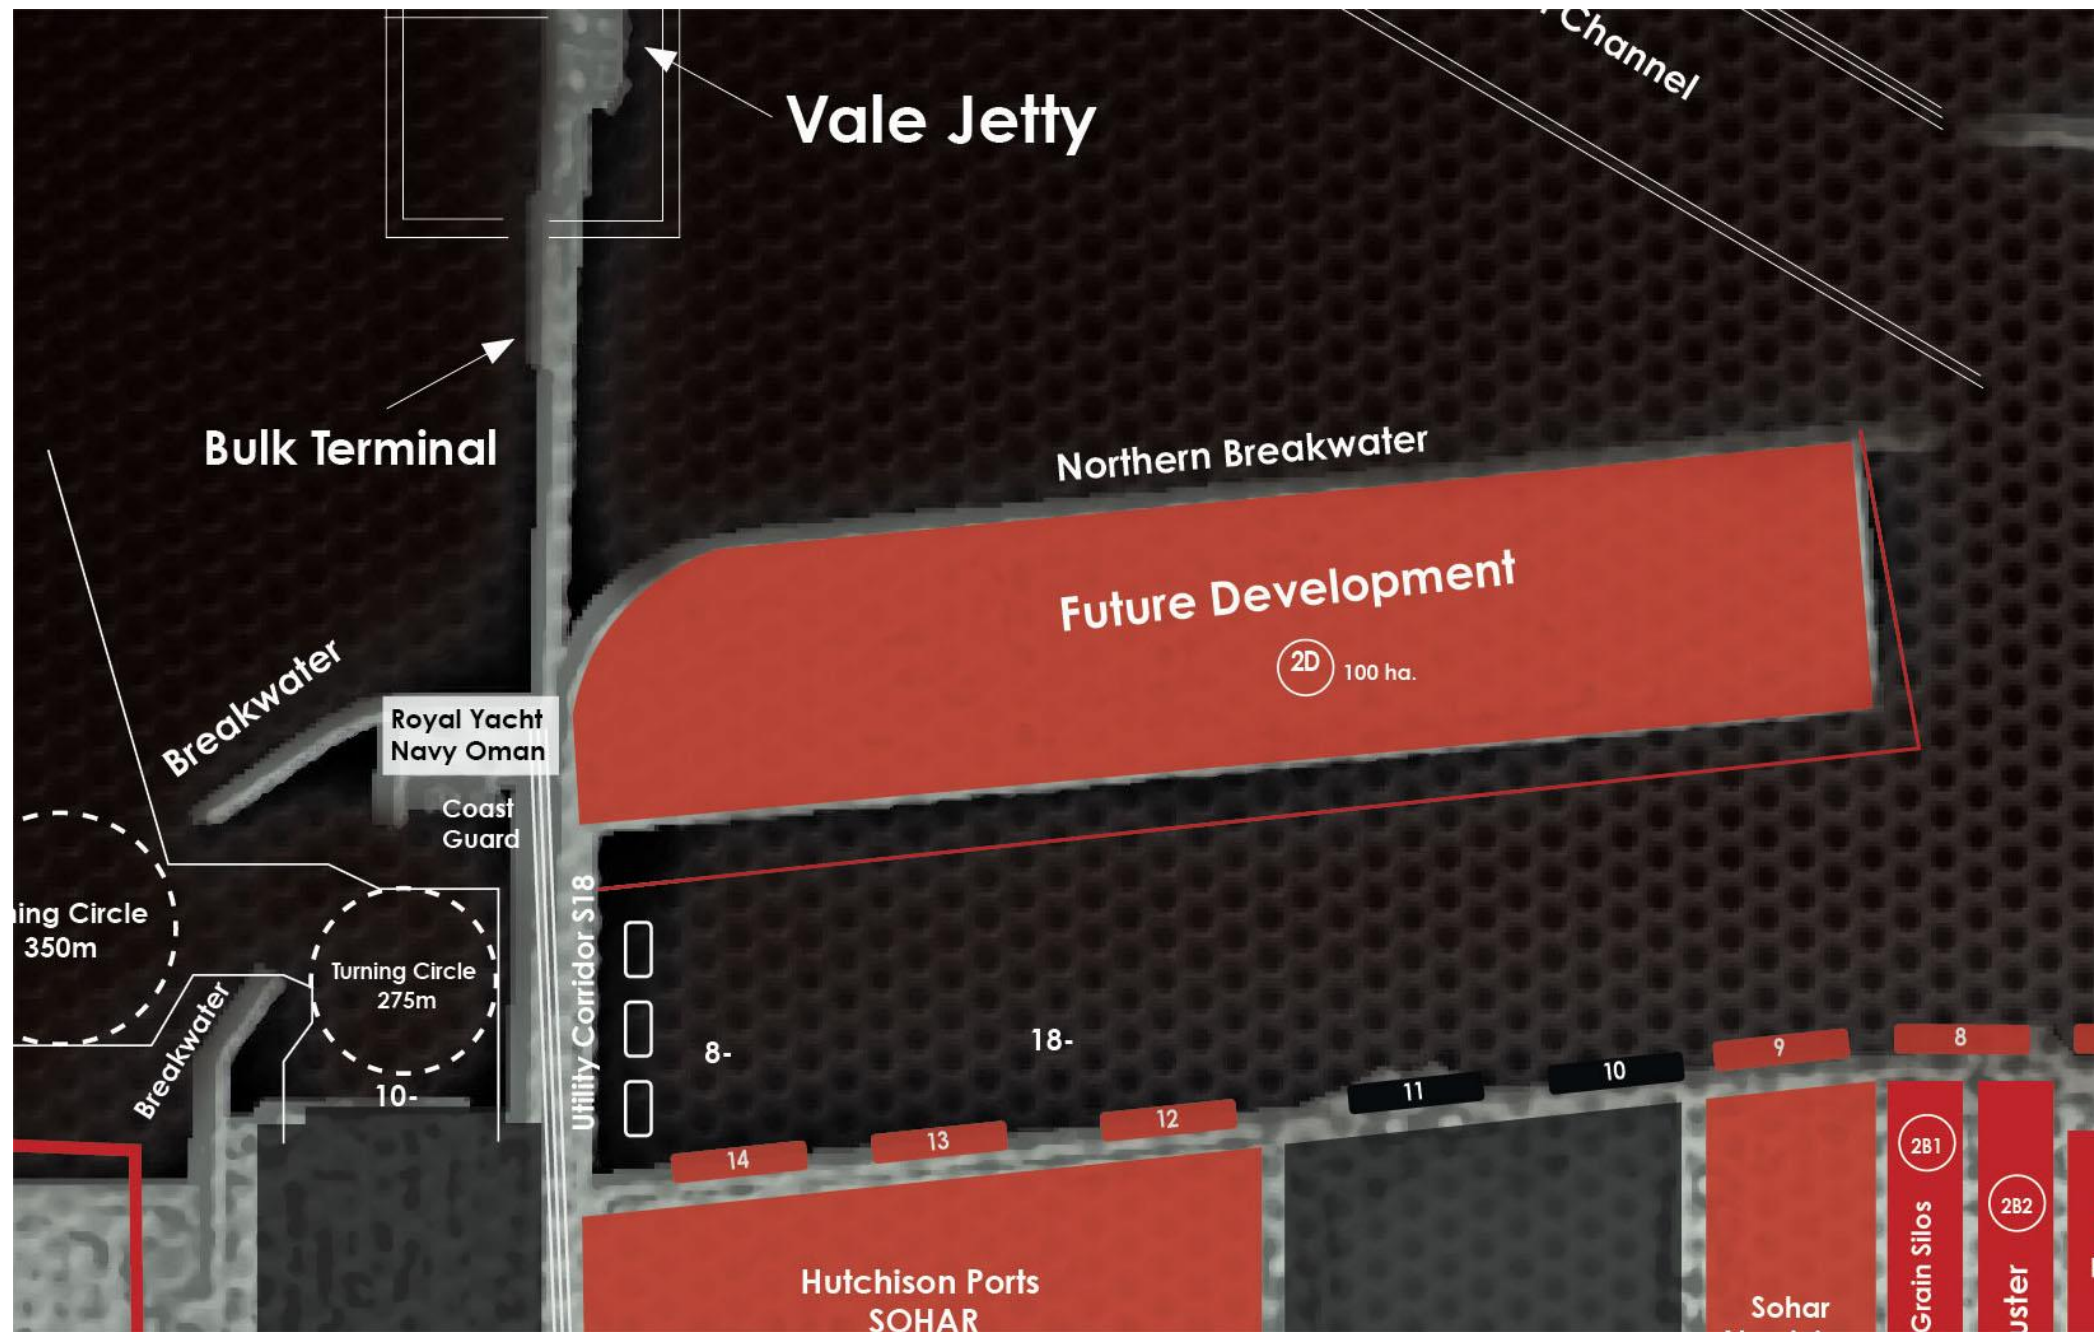 Channel
Vale Jetty
Bulk Terminal
Northern Breakwater
Future Development
2D 100 ha.
Breakwater
Royal Yacht
Navy Oman
Coast
Guard
Circle
350m
Turning Circle
275m
Breakwater
10-
Utility Corridor S18
8-
18-
14
13
12
11
10
9
8
Hutchison Ports
SOHAR
Sohar
2B1
Grain Silos
2B2